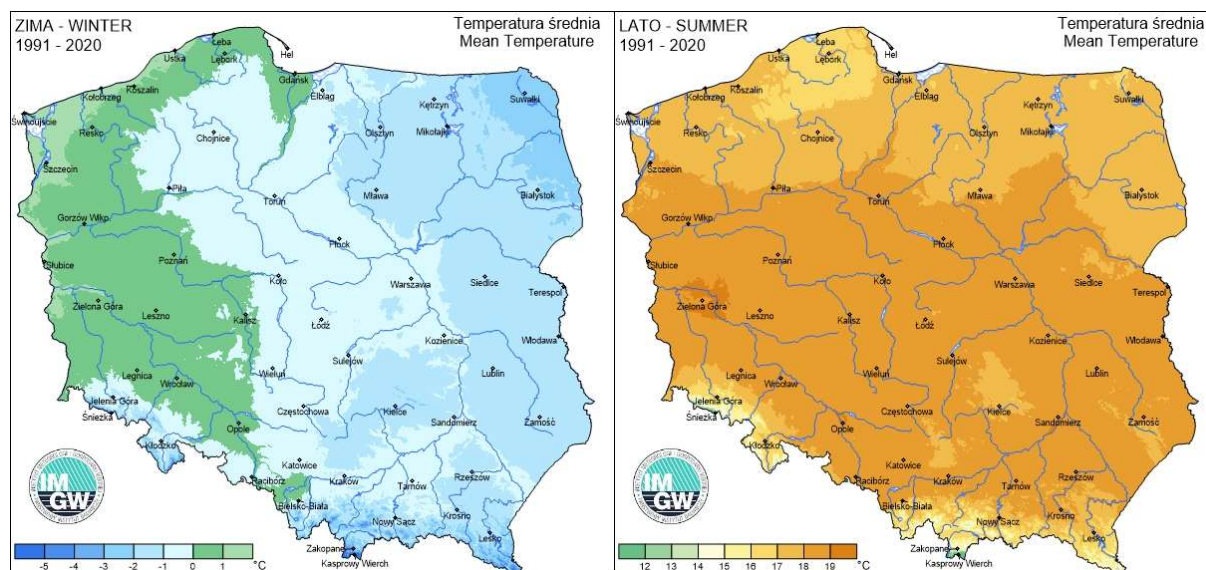 ZIMA - WINTER
1991 - 2020
Temperatura średnia
Mean Temperature
Łeba
Hel
Ustka
Lębork
Gdańsk
Koszalin
Kołobrzeg
Elbląg
Kętrzyn
Suwałki
Świnoujście
Resko
Chojnice
Olsztyn
Mikołajki
Szczecin
Piła
Toruń
Mława
Białystok
Gorzów Wlkp
Płock
Słubice
Poznań
Koło
Warszawa
Siedlce
Terespol
Zielona Góra
Leszno
Kalisz
Łódź
Kozienice
Włodawa
Sulejów
Legnica
Wrocław
Wieluń
Lublin
Jelenia Góra
Śnieżka
Częstochowa
Kielce
Sandomierz
Zamość
Opole
Kłodzko
Katowice
Racibórz
Kraków
Tarnów
Rzeszów
Bielsko-Biała
Nowy Sącz
Krosno
Lesko
Zakopane
Kasprowy Wierch
IM
GW
-5 -4 -3 -2 -1 0 1 °C
LATO - SUMMER
1991 - 2020
Temperatura średnia
Mean Temperature
Łeba
Hel
Ustka
Lębork
Gdańsk
Koszalin
Kołobrzeg
Elbląg
Kętrzyn
Suwałki
Świnoujście
Resko
Chojnice
Olsztyn
Mikołajki
Szczecin
Piła
Toruń
Mława
Białystok
Gorzów Wlkp
Płock
Słubice
Poznań
Koło
Warszawa
Siedlce
Terespol
Zielona Góra
Leszno
Kalisz
Łódź
Kozienice
Włodawa
Sulejów
Legnica
Wrocław
Wieluń
Lublin
Jelenia Góra
Śnieżka
Częstochowa
Kielce
Sandomierz
Zamość
Opole
Kłodzko
Katowice
Racibórz
Kraków
Tarnów
Rzeszów
Bielsko-Biała
Nowy Sącz
Krosno
Lesko
Zakopane
Kasprowy Wierch
IM
GW
12 13 14 15 16 17 18 19 °C